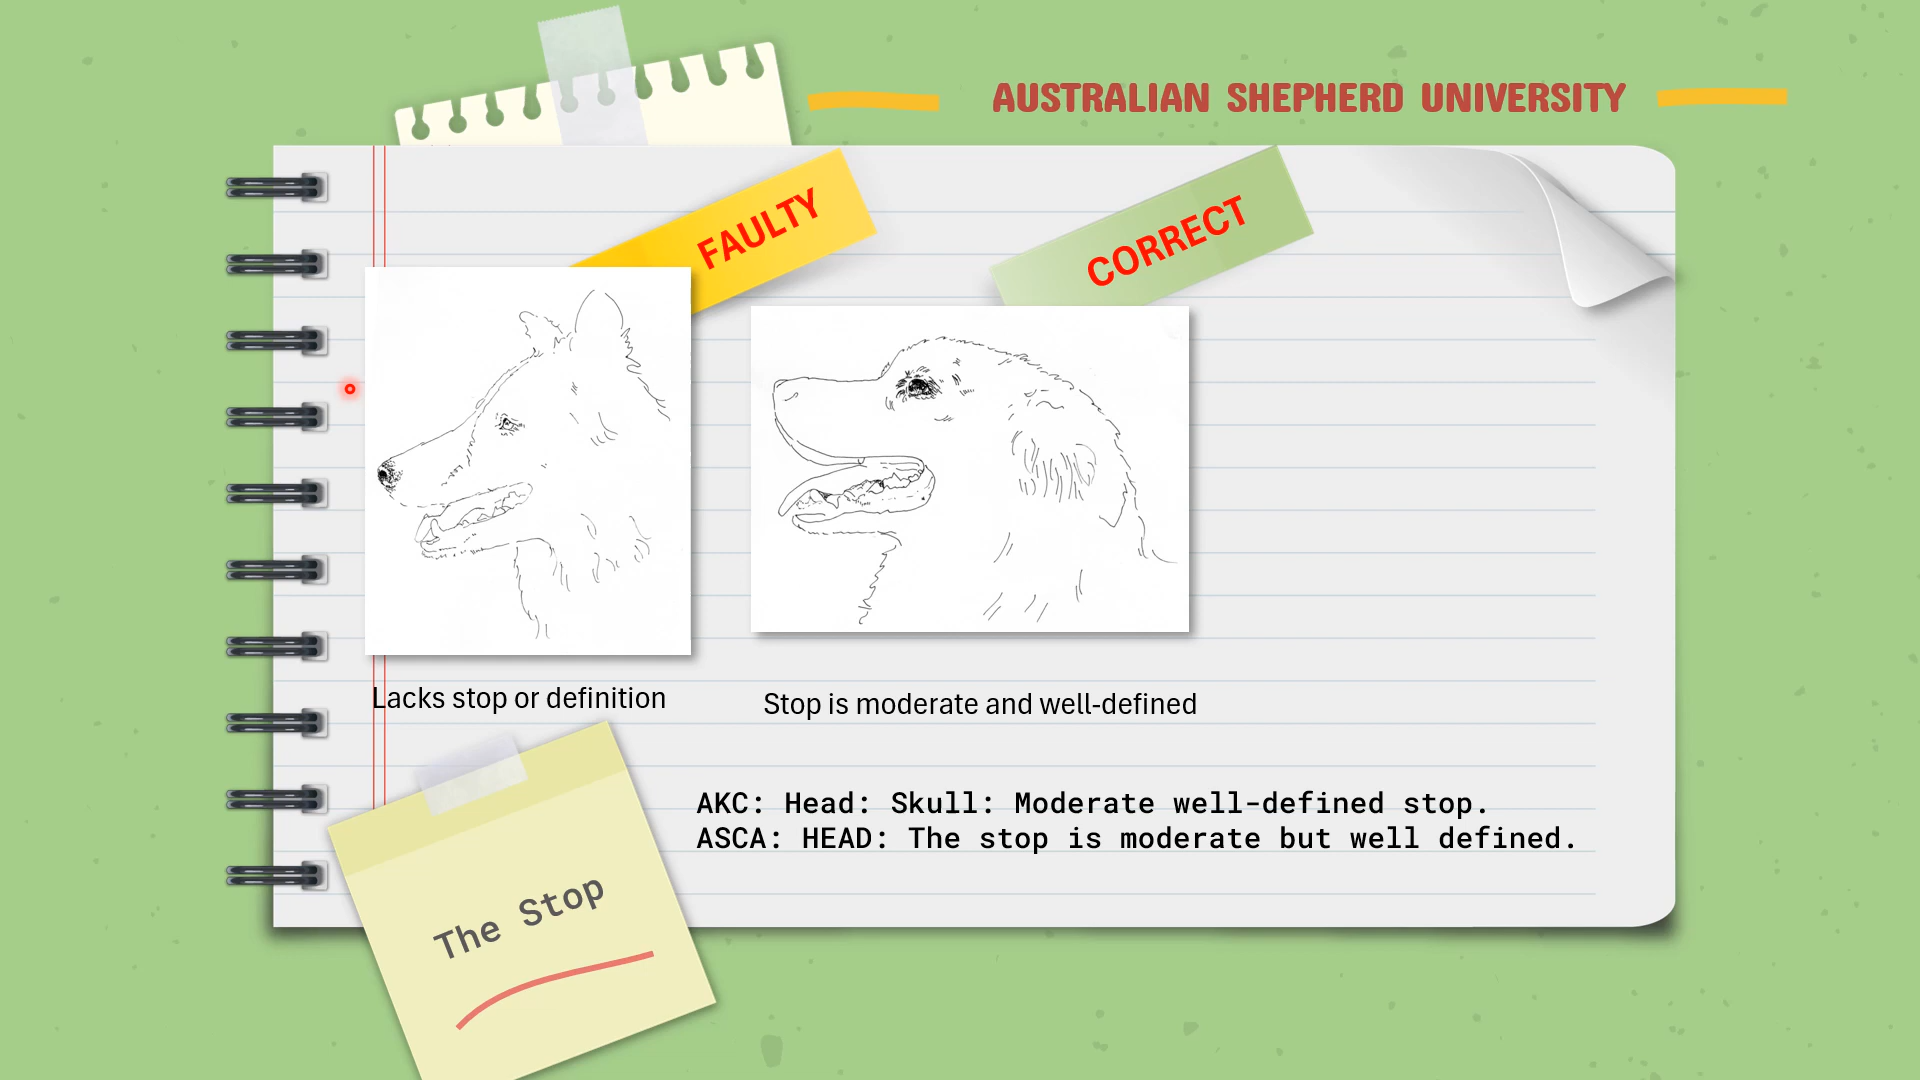 AUSTRALIAN SHEPHERD UNIVERSITY
FAULTY
CORRECT
Lacks stop or definition
Stop is moderate and well-defined
AKC: Head: Skull: Moderate well-defined stop.
ASCA: HEAD: The stop is moderate but well defined.
The Stop